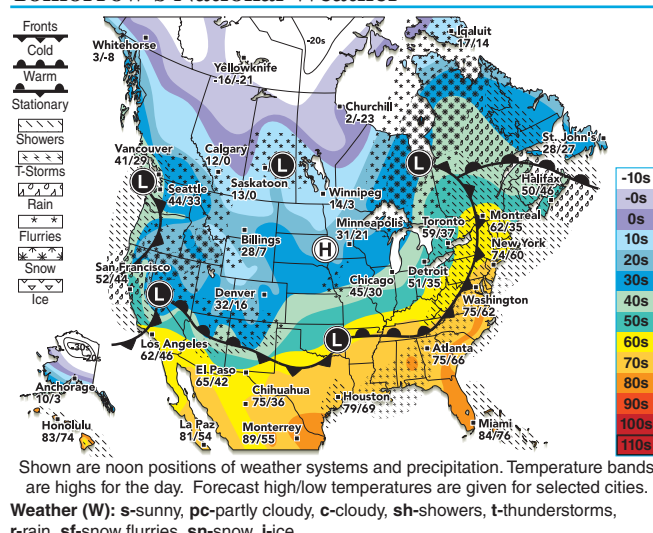 Tomorrow's National Weather
Fronts
Cold
Warm
Stationary
Showers
T-Storms
Rain
Flurries
Snow
Ice
-20s
Iqaluit
17/14
Whitehorse
3/-8
Yellowknife
-16/-21
Churchill
2/-23
St. John's
28/27
Vancouver
41/29
Calgary
12/0
L
L
L
Saskatoon
13/0
Winnipeg
14/3
Halifax
50/46
Seattle
44/33
Minneapolis
31/21
Toronto
59/37
Montreal
62/35
Billings
28/7
H
New York
74/60
San Francisco
52/44
Denver
32/16
Chicago
45/30
Detroit
51/35
L
Washington
75/62
L
Los Angeles
62/46
Atlanta
75/66
El Paso
65/42
Chihuahua
75/36
Houston
79/69
Miami
84/76
La Paz
81/54
Monterrey
89/55
-30s
-20s
Anchorage
10/3
Honolulu
83/74
-10s
-0s
0s
10s
20s
30s
40s
50s
60s
70s
80s
90s
100s
110s
Shown are noon positions of weather systems and precipitation. Temperature bands
are highs for the day. Forecast high/low temperatures are given for selected cities.
Weather (W): s-sunny, pc-partly cloudy, c-cloudy, sh-showers, t-thunderstorms,
r-rain, sf-snow flurries, sn-snow, i-ice